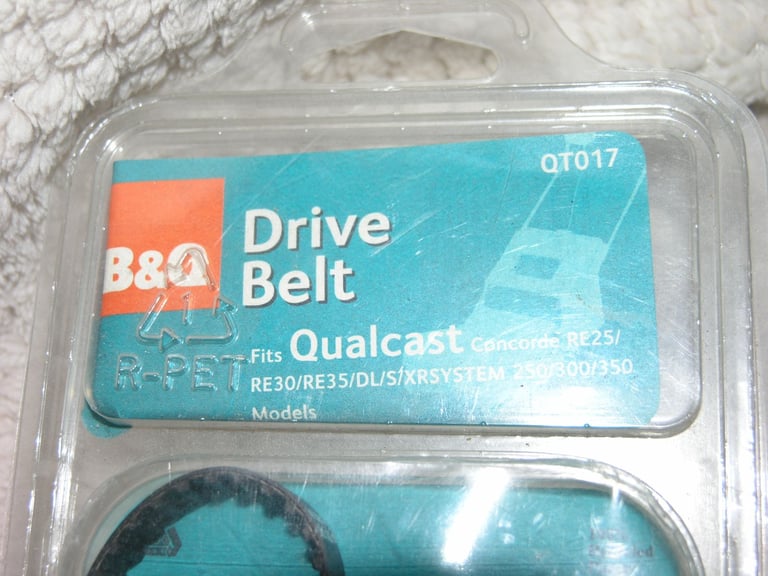 QT017
B&Q
Drive
Belt
R-PET
Fits Qualcast Concorde RE25/
RE30/RE35/DL/S/XRSYSTEM 250/300/350
Models